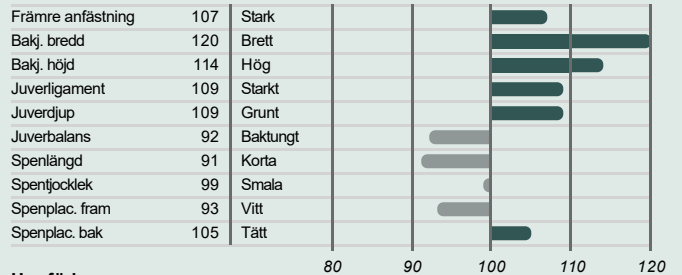 Främre anfästning 107 Stark
Bakj. bredd 120 Brett
Bakj. höjd 114 Hög
Juverligament 109 Starkt
Juverdjup 109 Grunt
Juverbalans 92 Baktungt
Spenlängd 91 Korta
Spentjocklek 99 Smala
Spenplac. fram 93 Vitt
Spenplac. bak 105 Tätt
80 90 100 110 120